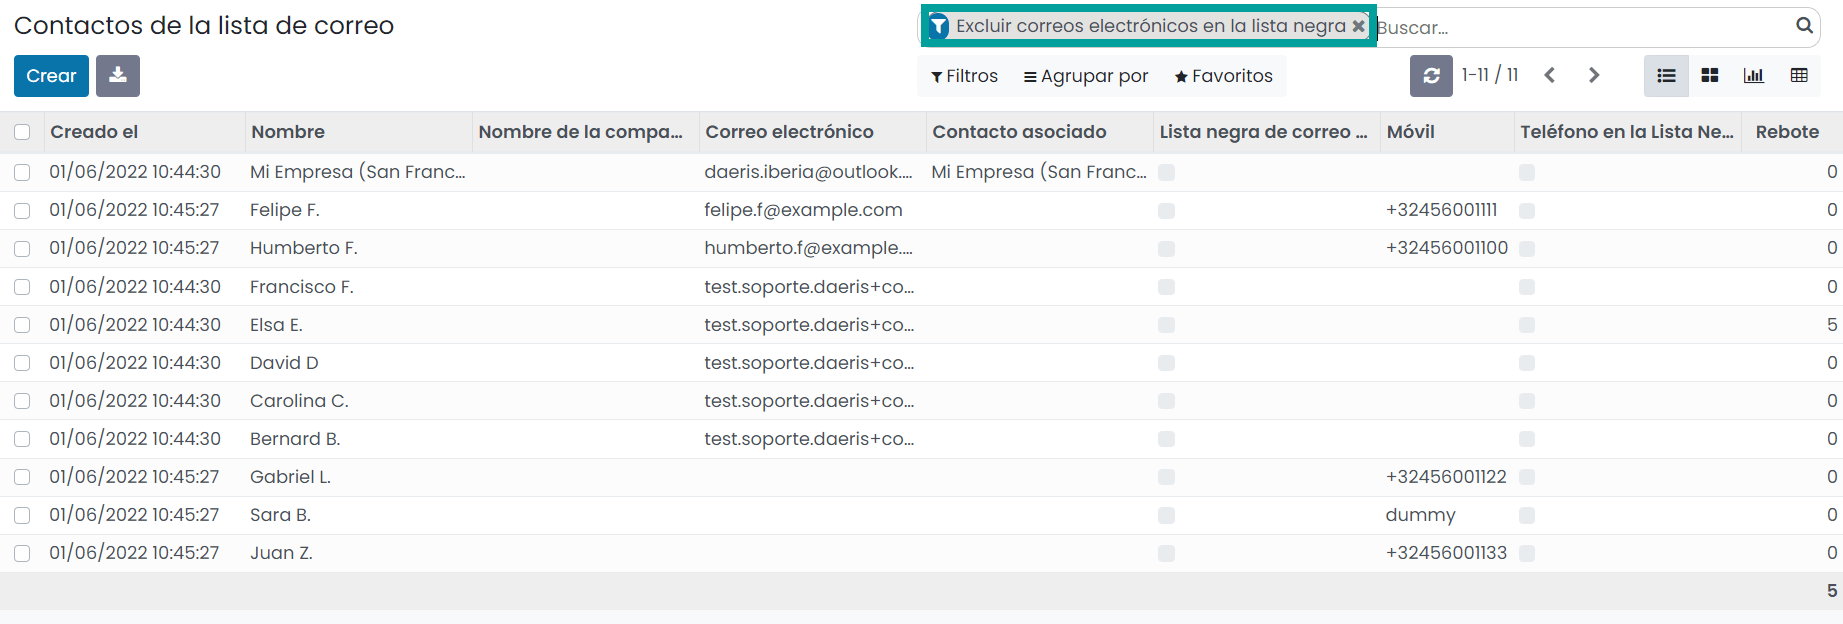 Contactos de la lista de correo
Excluir correos electrónicos en la lista negra
Buscar...
Crear
Filtros Agrupar por Favoritos
1-11 / 11
Creado el Nombre Nombre de la compa... Correo electrónico Contacto asociado Lista negra de correo ... Móvil Teléfono en la Lista Ne... Rebote
01/06/2022 10:44:30 Mi Empresa (San Franc... daeris.iberia@outlook.... Mi Empresa (San Franc... 0
01/06/2022 10:45:27 Felipe F. felipe.f@example.com +32456001111 0
01/06/2022 10:45:27 Humberto F. humberto.f@example.... +32456001100 0
01/06/2022 10:44:30 Francisco F. test.soporte.daeris+co... 0
01/06/2022 10:44:30 Elsa E. test.soporte.daeris+co... 5
01/06/2022 10:44:30 David D test.soporte.daeris+co... 0
01/06/2022 10:44:30 Carolina C. test.soporte.daeris+co... 0
01/06/2022 10:44:30 Bernard B. test.soporte.daeris+co... 0
01/06/2022 10:45:27 Gabriel L. +32456001122 0
01/06/2022 10:45:27 Sara B. dummy 0
01/06/2022 10:45:27 Juan Z. +32456001133 0
5